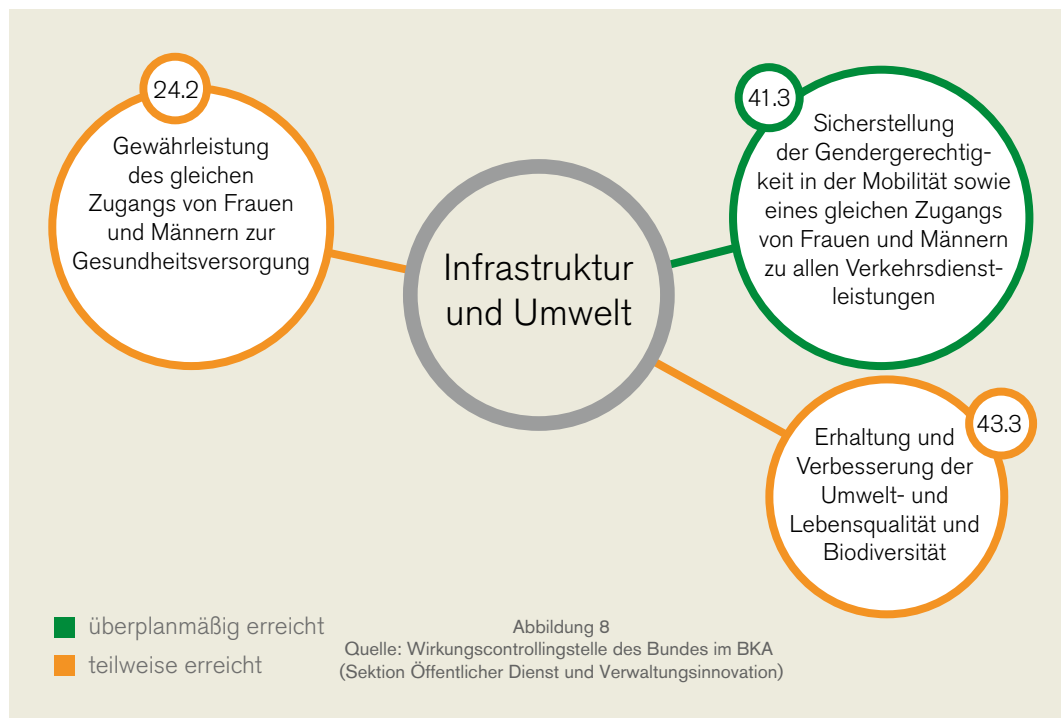 24.2
Gewährleistung
des gleichen
Zugangs von Frauen
und Männern zur
Gesundheitsversorgung
Infrastruktur
und Umwelt
41.3
Sicherstellung
der Gendergerechtig-
keit in der Mobilität sowie
eines gleichen Zugangs
von Frauen und Männern
zu allen Verkehrsdienst-
leistungen
43.3
Erhaltung und
Verbesserung der
Umwelt- und
Lebensqualität und
Biodiversität
überplanmäßig erreicht
teilweise erreicht
Abbildung 8
Quelle: Wirkungscontrollingstelle des Bundes im BKA
(Sektion Öffentlicher Dienst und Verwaltungsinnovation)